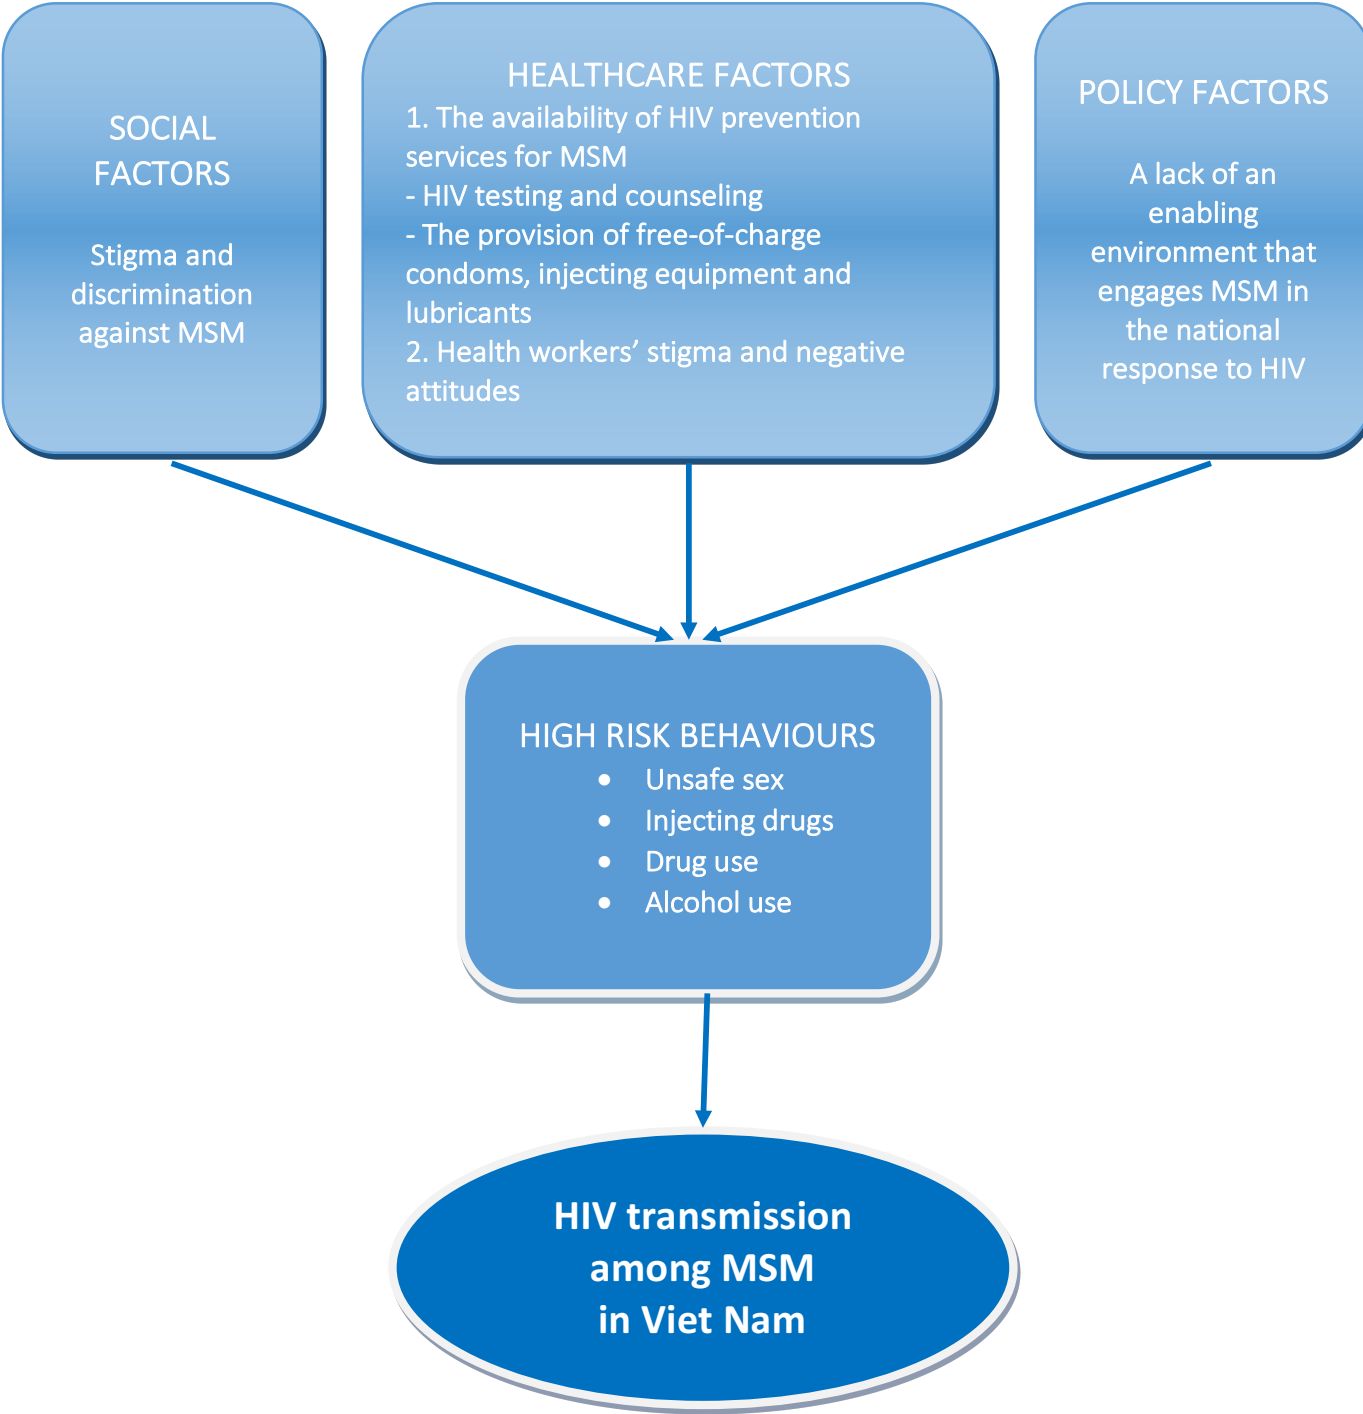 SOCIAL
FACTORS
Stigma and
discrimination
against MSM
HEALTHCARE FACTORS
1. The availability of HIV prevention
services for MSM
- HIV testing and counseling
- The provision of free-of-charge
condoms, injecting equipment and
lubricants
2. Health workers’ stigma and negative
attitudes
POLICY FACTORS
A lack of an
enabling
environment that
engages MSM in
the national
response to HIV
HIGH RISK BEHAVIOURS
• Unsafe sex
• Injecting drugs
• Drug use
• Alcohol use
HIV transmission
among MSM
in Viet Nam